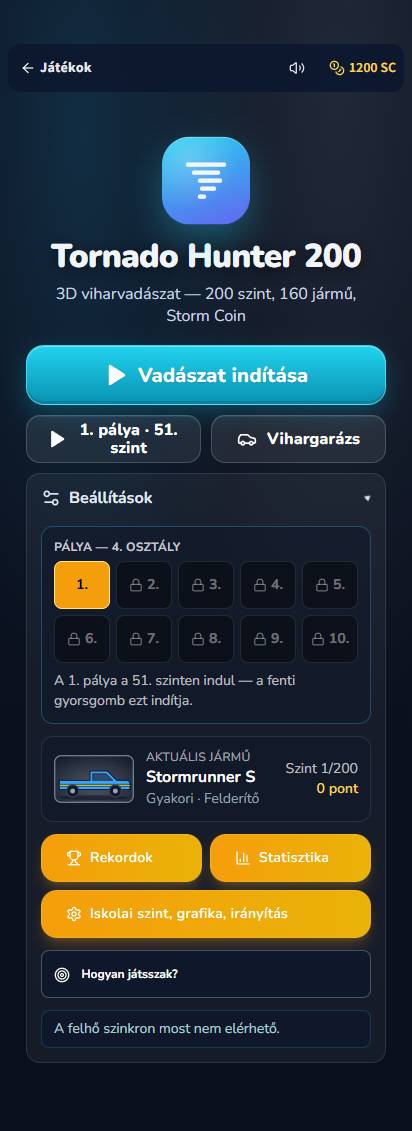 Játékok
1200 SC
Tornado Hunter 200
3D viharvadászat — 200 szint, 160 jármű,
Storm Coin
Vadászat indítása
1. pálya · 51.
szint
Vihargarázs
Beállítások
PÁLYA — 4. OSZTÁLY
1.
2.
3.
4.
5.
6.
7.
8.
9.
10.
A 1. pálya a 51. szinten indul — a fenti
gyorsgomb ezt indítja.
AKTUÁLIS JÁRMŰ
Stormrunner S
Gyakori · Felderítő
Szint 1/200
0 pont
Rekordok
Statisztika
Iskolai szint, grafika, irányítás
Hogyan játsszak?
A felhő szinkron most nem elérhető.